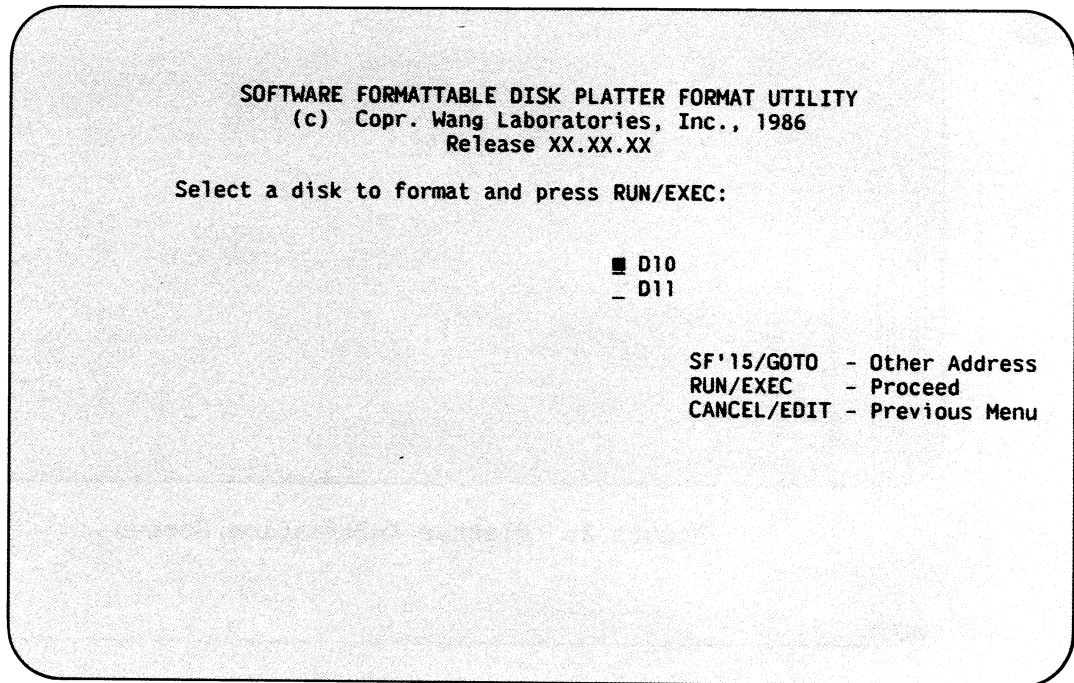 SOFTWARE FORMATTABLE DISK PLATTER FORMAT UTILITY
(c) Copr. Wang Laboratories, Inc., 1986
Release XX.XX.XX
Select a disk to format and press RUN/EXEC:
■ D10
_ D11
SF'15/GOTO - Other Address
RUN/EXEC - Proceed
CANCEL/EDIT - Previous Menu